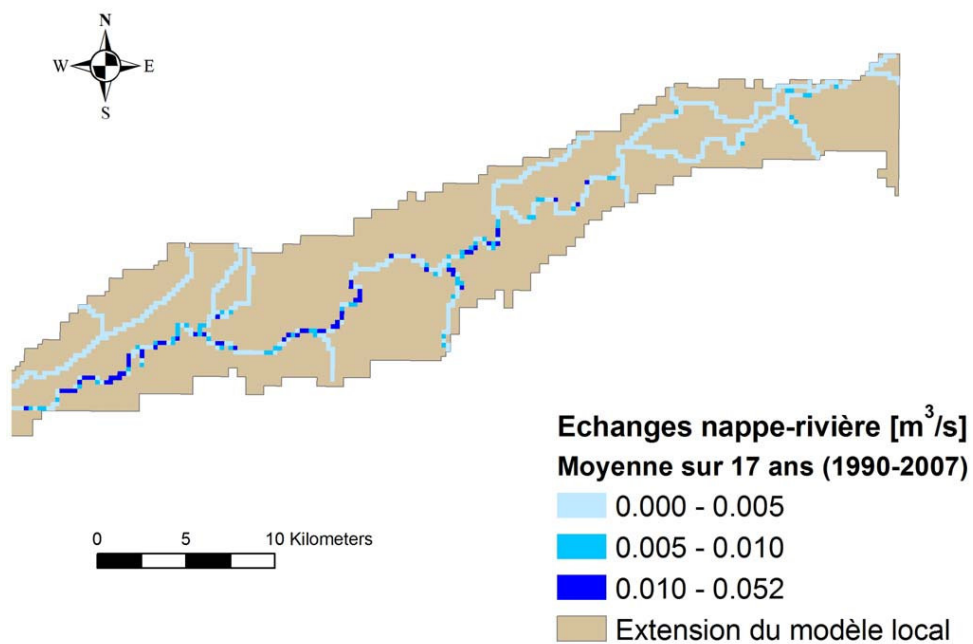 N
W E
S
Echanges nappe-rivière [m³/s]
Moyenne sur 17 ans (1990-2007)
0.000 - 0.005
0.005 - 0.010
0.010 - 0.052
Extension du modèle local
0 5 10 Kilometers